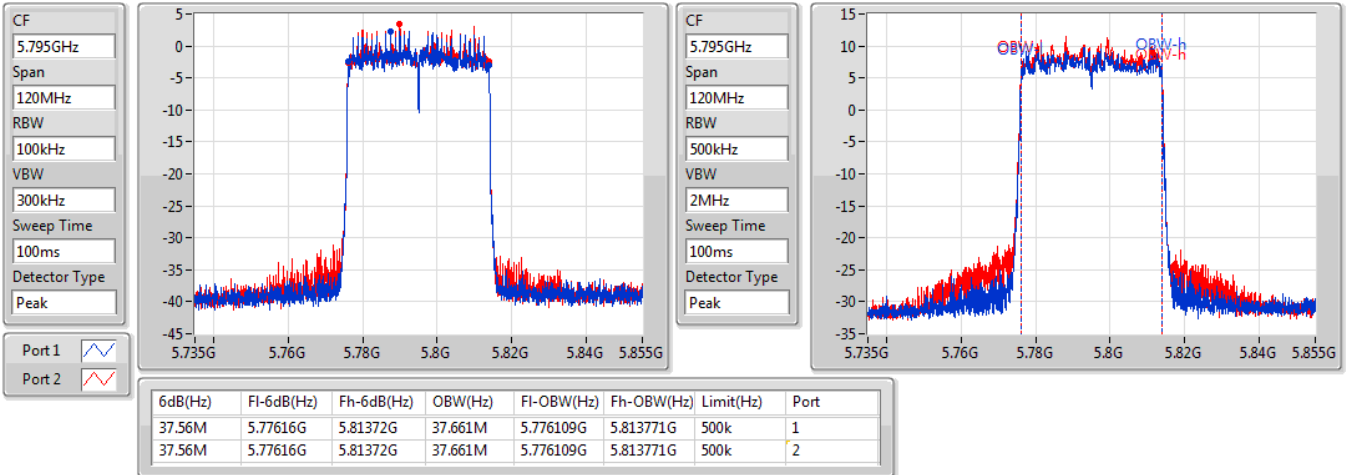 CF
5.795GHz
Span
120MHz
RBW
100kHz
VBW
300kHz
Sweep Time
100ms
Detector Type
Peak
Port 1
Port 2
5
0
-5
-10
-15
-20
-25
-30
-35
-40
-45
5.735G 5.76G 5.78G 5.8G 5.82G 5.84G 5.855G
CF
5.795GHz
Span
120MHz
RBW
500kHz
VBW
2MHz
Sweep Time
100ms
Detector Type
Peak
15
10
5
0
-5
-10
-15
-20
-25
-30
-35
OBW-h
5.735G 5.76G 5.78G 5.8G 5.82G 5.84G 5.855G
6dB(Hz) Fl-6dB(Hz) Fh-6dB(Hz) OBW(Hz) Fl-OBW(Hz) Fh-OBW(Hz) Limit(Hz) Port
37.56M 5.77616G 5.81372G 37.661M 5.776109G 5.813771G 500k 1
37.56M 5.77616G 5.81372G 37.661M 5.776109G 5.813771G 500k 2